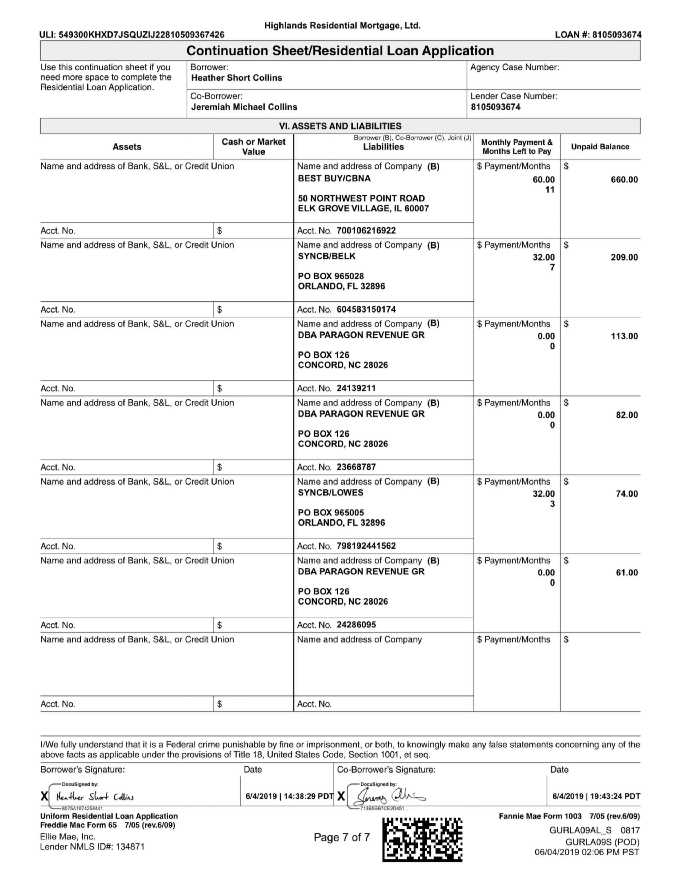 Highlands Residential Mortgage, Ltd.
ULI: 549300KHXD7JSQUZIJ22810509367426 LOAN #: 8105093674
Continuation Sheet/Residential Loan Application
Use this continuation sheet if you
need more space to complete the
Residential Loan Application.
Borrower:
Heather Short Collins
Agency Case Number:
Co-Borrower:
Jeremiah Michael Collins
Lender Case Number:
8105093674
VI. ASSETS AND LIABILITIES
Assets
Cash or Market
Value
Borrower (B), Co-Borrower (C), Joint (J)
Liabilities
Monthly Payment &
Months Left to Pay
Unpaid Balance
Name and address of Bank, S&L, or Credit Union Name and address of Company (B) $ Payment/Months $
BEST BUY/CBNA 60.00 660.00
11
50 NORTHWEST POINT ROAD
ELK GROVE VILLAGE, IL 60007
Acct. No. $ Acct. No. 700106216922
Name and address of Bank, S&L, or Credit Union Name and address of Company (B) $ Payment/Months $
SYNCB/BELK 32.00 209.00
7
PO BOX 965028
ORLANDO, FL 32896
Acct. No. $ Acct. No. 604583150174
Name and address of Bank, S&L, or Credit Union Name and address of Company (B) $ Payment/Months $
DBA PARAGON REVENUE GR 0.00 113.00
0
PO BOX 126
CONCORD, NC 28026
Acct. No. $ Acct. No. 24139211
Name and address of Bank, S&L, or Credit Union Name and address of Company (B) $ Payment/Months $
DBA PARAGON REVENUE GR 0.00 82.00
0
PO BOX 126
CONCORD, NC 28026
Acct. No. $ Acct. No. 23668787
Name and address of Bank, S&L, or Credit Union Name and address of Company (B) $ Payment/Months $
SYNCB/LOWES 32.00 74.00
3
PO BOX 965005
ORLANDO, FL 32896
Acct. No. $ Acct. No. 798192441562
Name and address of Bank, S&L, or Credit Union Name and address of Company (B) $ Payment/Months $
DBA PARAGON REVENUE GR 0.00 61.00
0
PO BOX 126
CONCORD, NC 28026
Acct. No. $ Acct. No. 24286095
Name and address of Bank, S&L, or Credit Union Name and address of Company $ Payment/Months $
Acct. No. $ Acct. No.
I/We fully understand that it is a Federal crime punishable by fine or imprisonment, or both, to knowingly make any false statements concerning any of the
above facts as applicable under the provisions of Title 18, United States Code, Section 1001, et seq.
Borrower's Signature: Date Co-Borrower's Signature: Date
DocuSigned by: DocuSigned by:
X Heather Short Collins 6/4/2019 | 14:38:29 PDT X 6/4/2019 | 19:43:24 PDT
Uniform Residential Loan Application
Freddie Mac Form 65 7/05 (rev.6/09)
Ellie Mae, Inc.
Lender NMLS ID#: 134871
Page 7 of 7
Fannie Mae Form 1003 7/05 (rev.6/09)
GURLA09AL_S 0817
GURLA09S (POD)
06/04/2019 02:06 PM PST